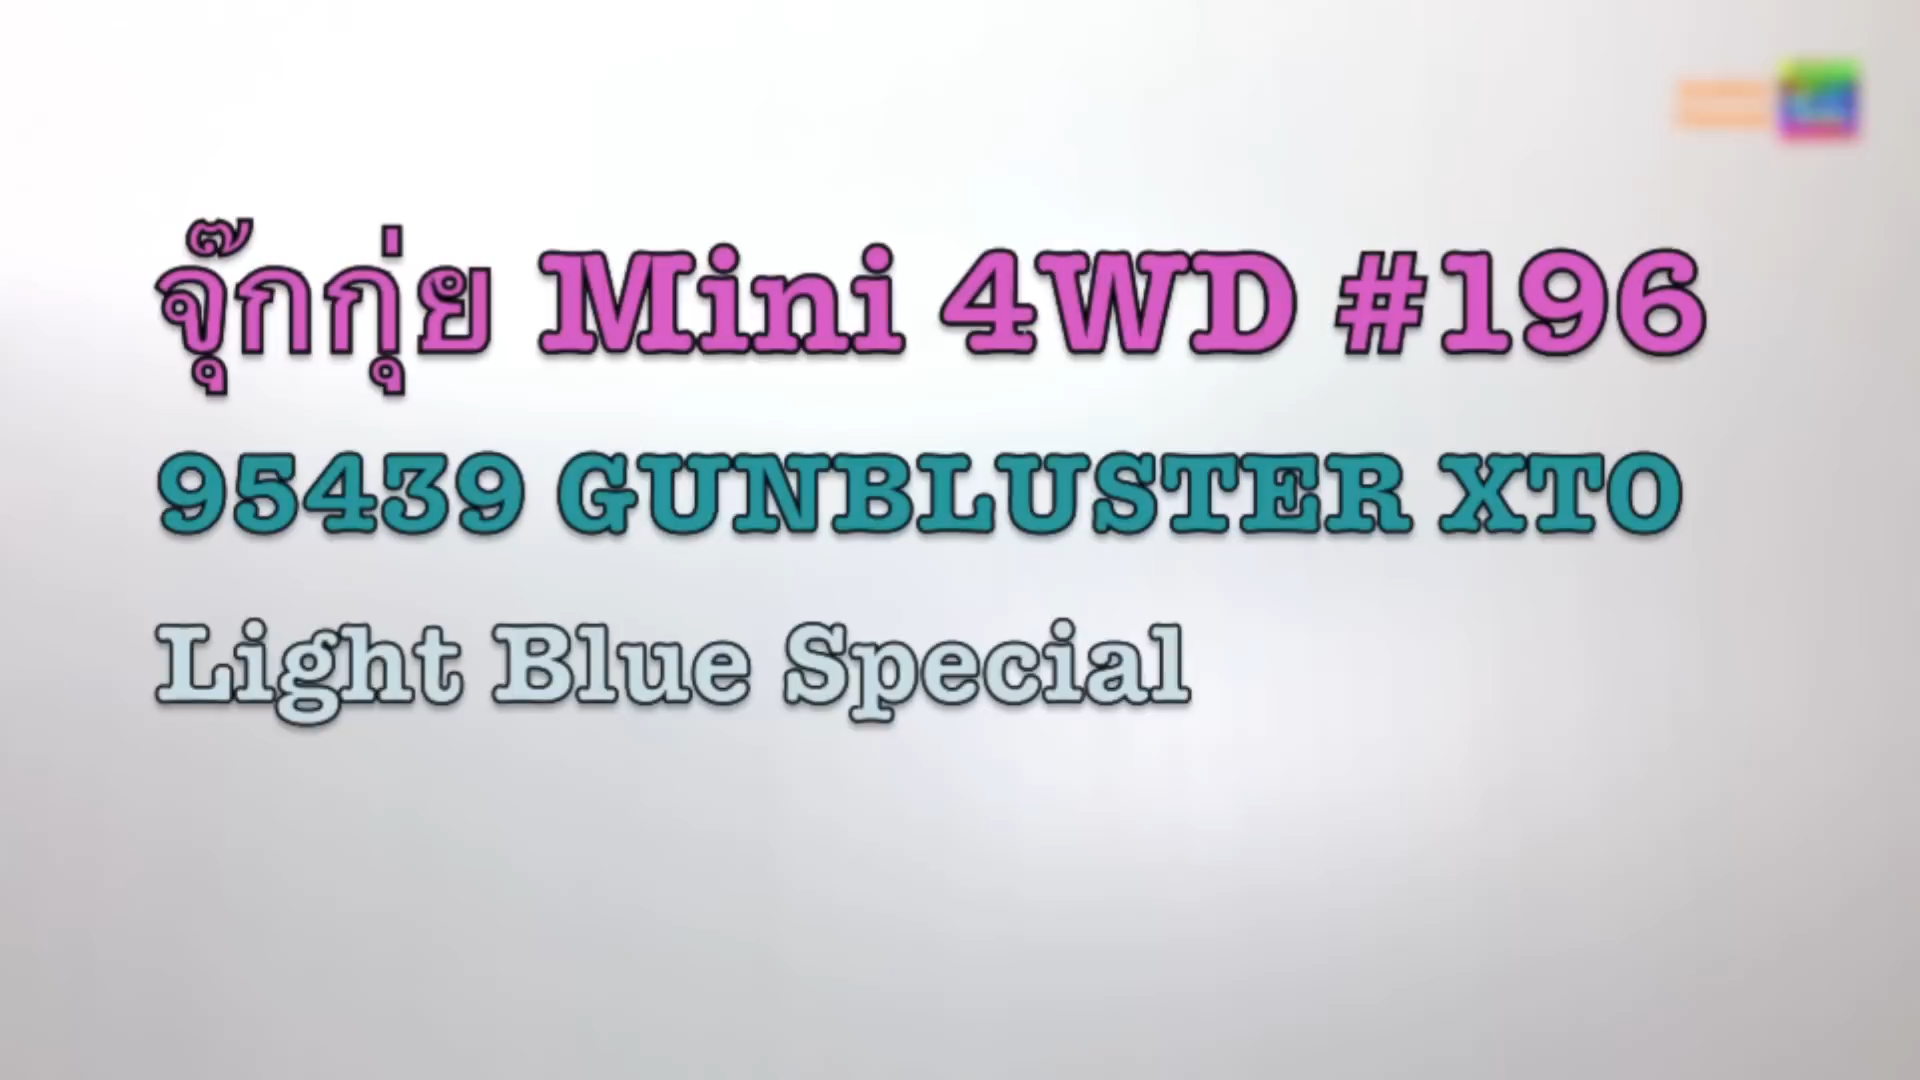 จุ๊กกุ่ย Mini 4WD #196
95439 GUNBLUSTER XTO
Light Blue Special